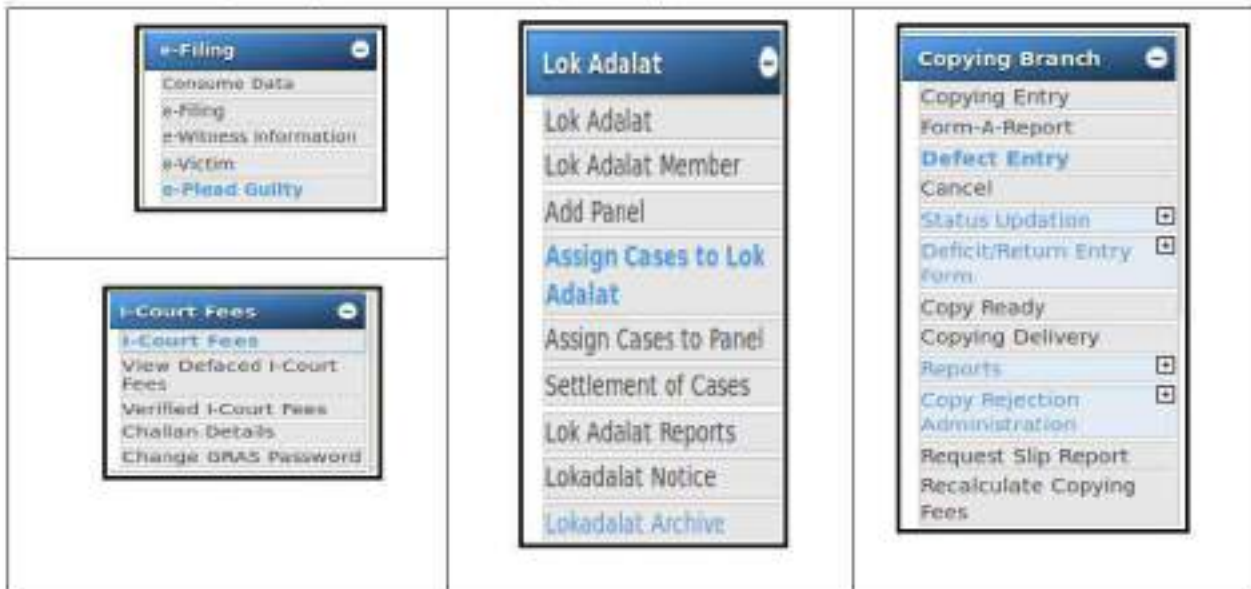 e-Filing
Consume Data
e-Filing
e-Witness Information
e-Victim
e-Plead Guilty
I-Court Fees
I-Court Fees
View Defaced I-Court
Fees
Verified I-Court Fees
Challan Details
Change GRAS Password
Lok Adalat
Lok Adalat
Lok Adalat Member
Add Panel
Assign Cases to Lok
Adalat
Assign Cases to Panel
Settlement of Cases
Lok Adalat Reports
Lokadalat Notice
Lokadalat Archive
Copying Branch
Copying Entry
Form-A-Report
Defect Entry
Cancel
Status Updation
Deficit/Return Entry
Form
Copy Ready
Copying Delivery
Reports
Copy Rejection
Administration
Request Slip Report
Recalculate Copying
Fees